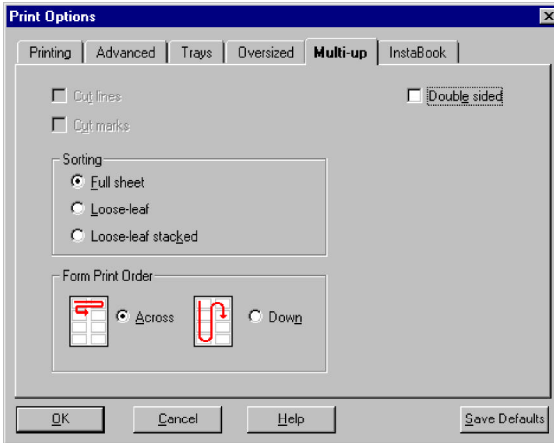 Print Options
Printing Advanced Trays Oversized Multi-up InstaBook
Cut lines Double sided
Cut marks
Sorting
Full sheet
Loose-leaf
Loose-leaf stacked
Form Print Order
Across Down
OK Cancel Help Save Defaults